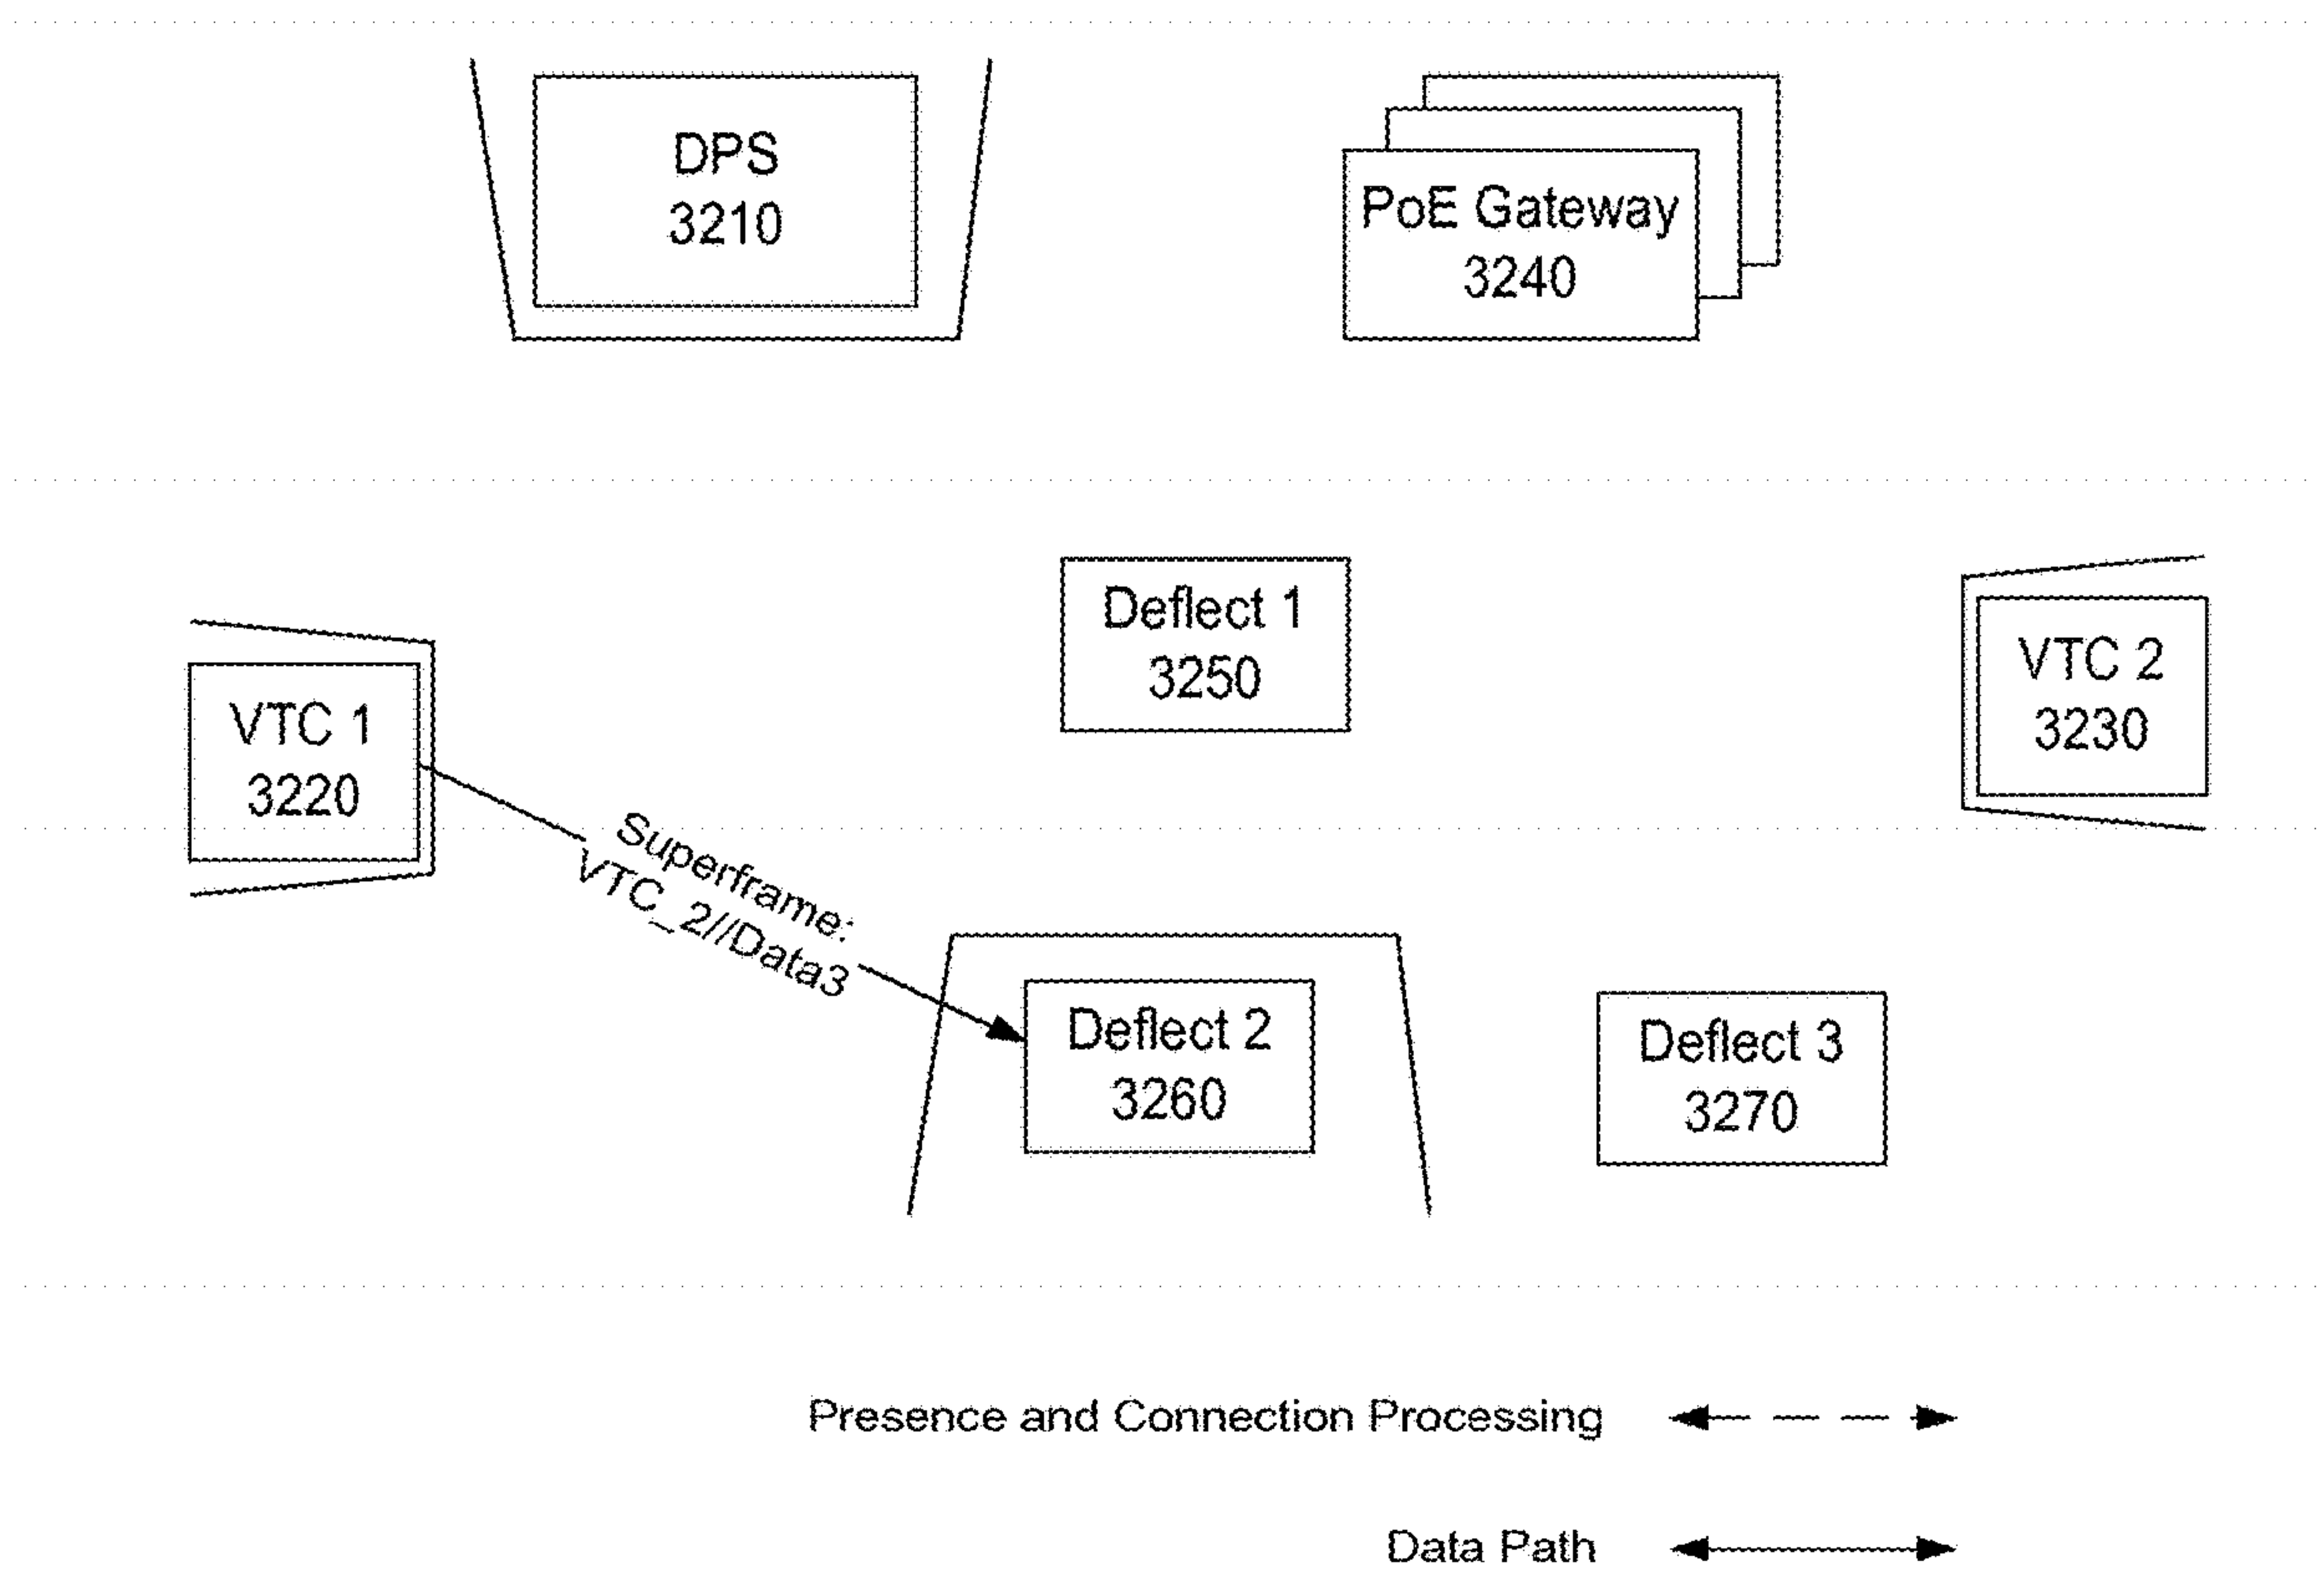 DPS
3210
PoE Gateway
3240
Deflect 1
3250
VTC 2
3230
VTC 1
3220
Superframe:
VTC_2//Data3
Deflect 2
3260
Deflect 3
3270
Presence and Connection Processing
Data Path